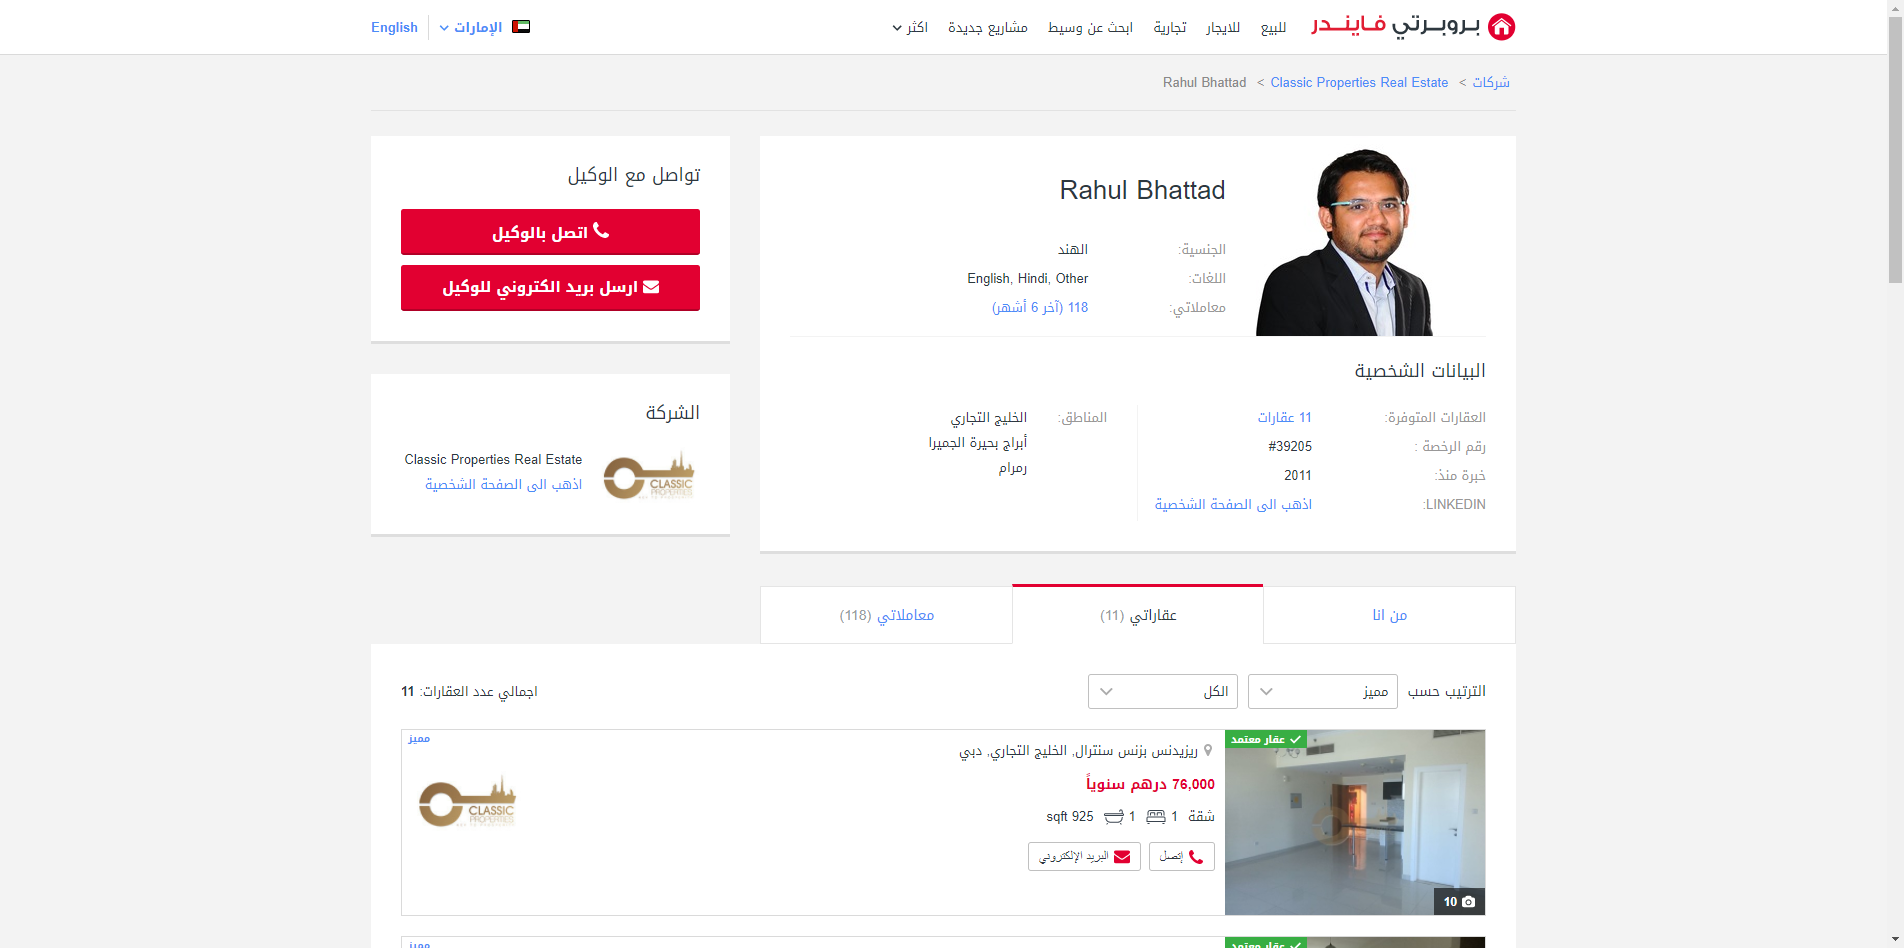 بروبرتي فايندر
للبيع
للايجار
تجارية
ابحث عن وسيط
مشاريع جديدة
اكثر
الإمارات
English
شركات > Classic Properties Real Estate > Rahul Bhattad
Rahul Bhattad
الجنسية: الهند
اللغات: English, Hindi, Other
معاملاتي: 118 (آخر 6 أشهر)
البيانات الشخصية
العقارات المتوفرة: 11 عقارات
رقم الرخصة : 39205#
خبرة منذ: 2011
LINKEDIN: اذهب الى الصفحة الشخصية
المناطق: الخليج التجاري
أبراج بحيرة الجميرا
رمرام
تواصل مع الوكيل
اتصل بالوكيل
ارسل بريد الكتروني للوكيل
الشركة
CLASSIC
PROPERTIES
Classic Properties Real Estate
اذهب الى الصفحة الشخصية
من انا
عقاراتي (11)
معاملاتي (118)
الترتيب حسب
مميز
الكل
اجمالي عدد العقارات: 11
عقار معتمد
10
ريزيدنس بزنس سنترال, الخليج التجاري, دبي
76,000 درهم سنوياً
شقة 1 1 925 sqft
إتصل
البريد الإلكتروني
مميز
CLASSIC
PROPERTIES
عقار معتمد
مميز